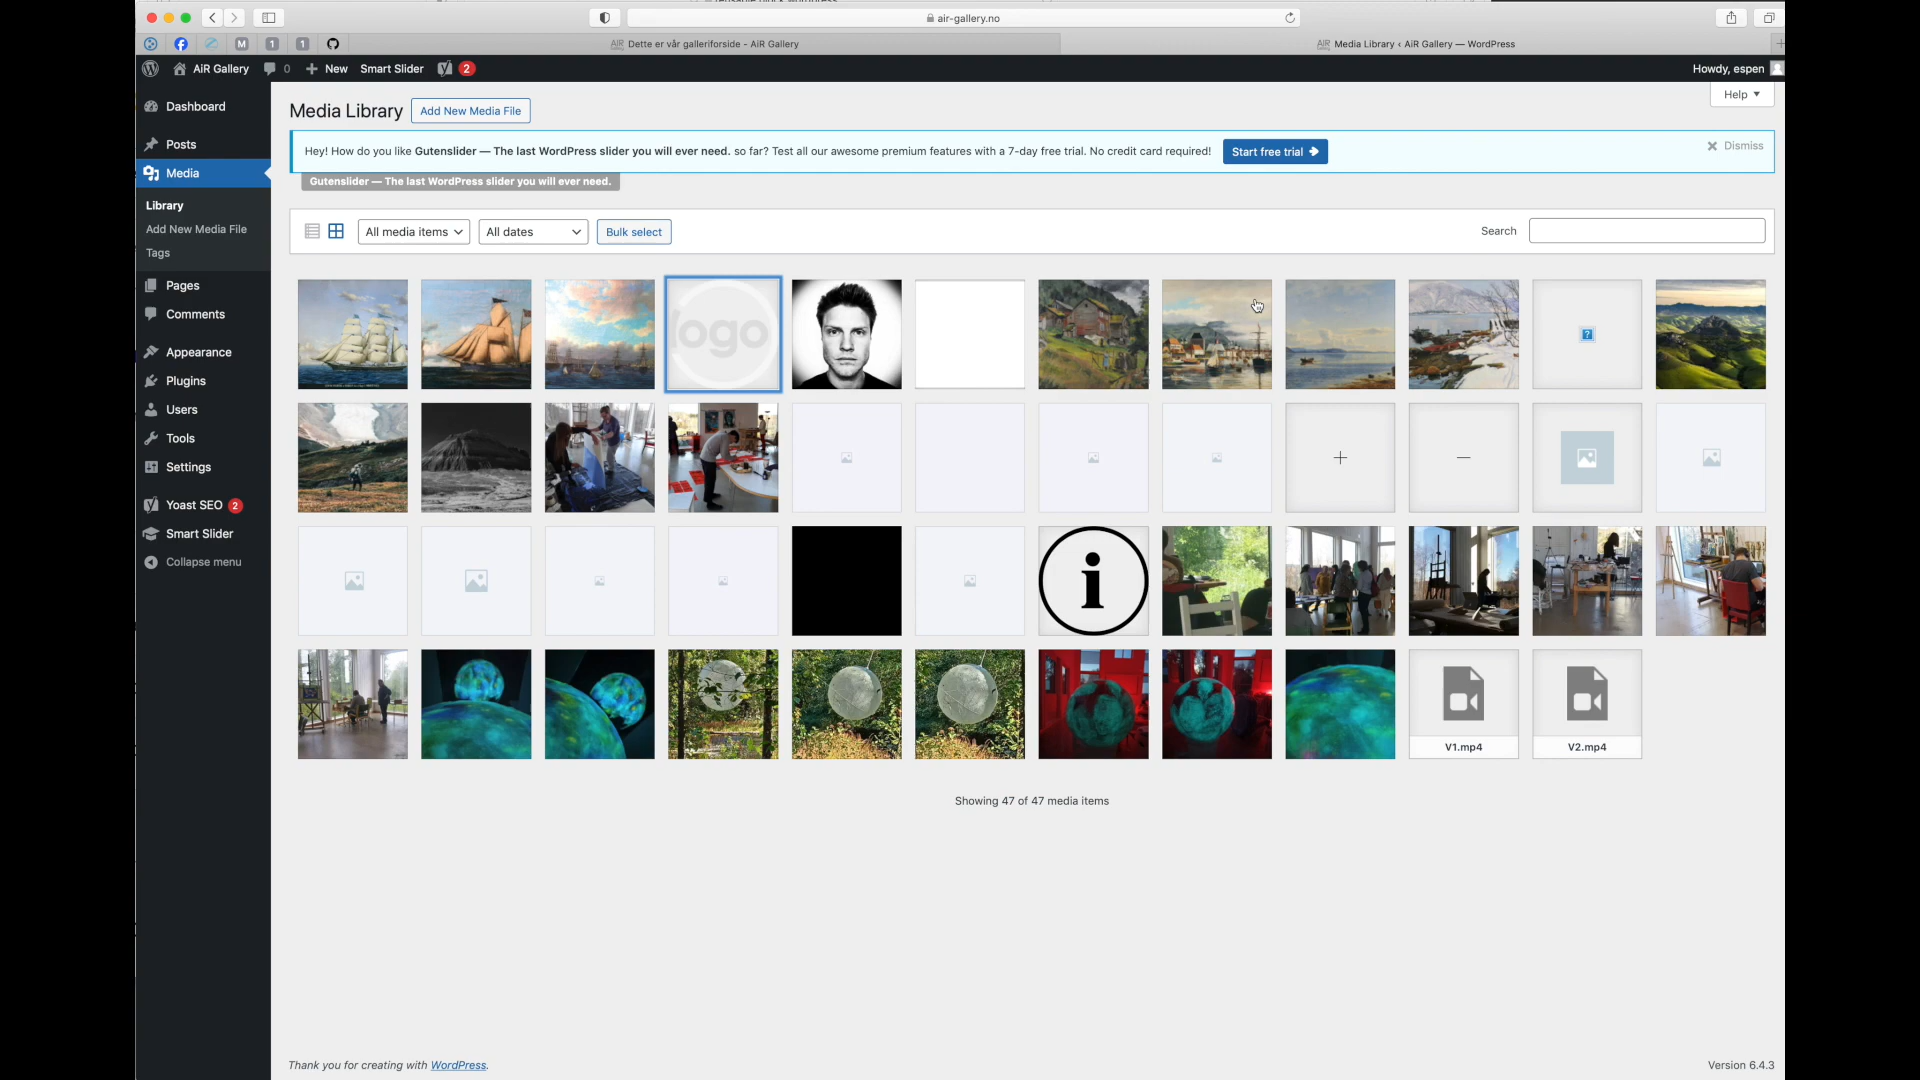 air-gallery.no
M
1
1
AIR Dette er vår galleriforside - AiR Gallery
AIR Media Library ‹ AiR Gallery — WordPress
AiR Gallery
0
New
Smart Slider
2
Howdy, espen
Dashboard
Posts
Media
Library
Add New Media File
Tags
Pages
Comments
Appearance
Plugins
Users
Tools
Settings
Yoast SEO 2
Smart Slider
Collapse menu
Help
Media Library
Add New Media File
Hey! How do you like Gutenslider — The last WordPress slider you will ever need. so far? Test all our awesome premium features with a 7-day free trial. No credit card required!
Start free trial
Dismiss
Gutenslider — The last WordPress slider you will ever need.
All media items
All dates
Bulk select
Search
logo
?
i
V1.mp4
V2.mp4
Showing 47 of 47 media items
Thank you for creating with WordPress.
Version 6.4.3